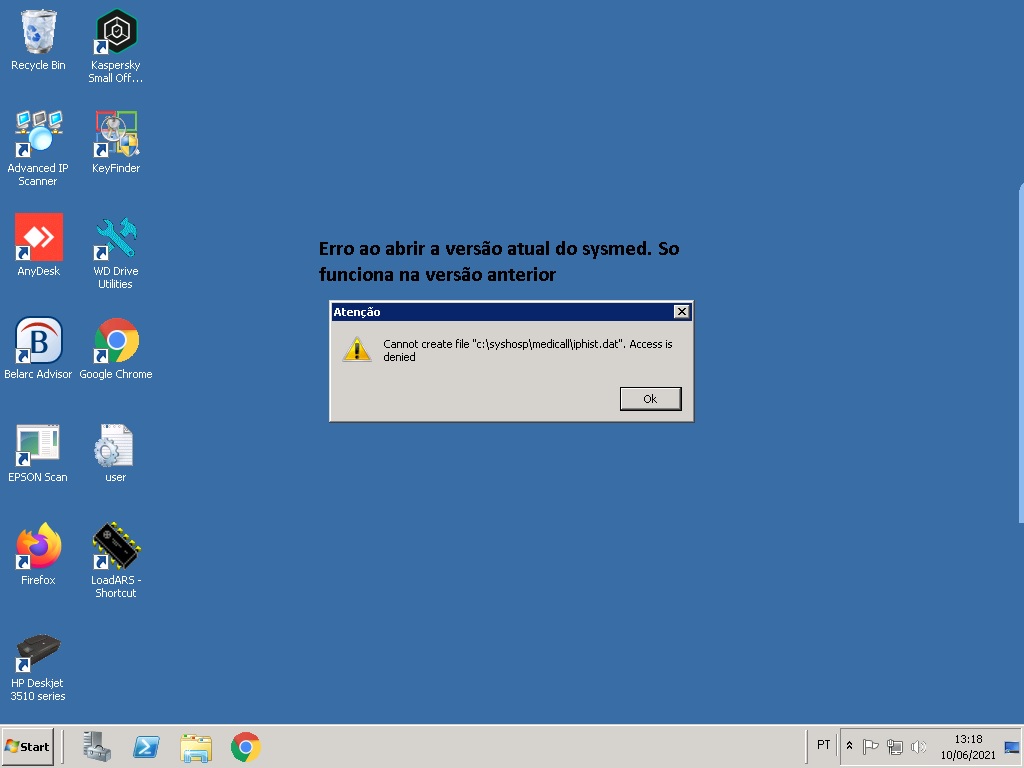 Recycle Bin
Kaspersky
Small Off...
Advanced IP
Scanner
KeyFinder
AnyDesk
WD Drive
Utilities
Belarc Advisor
Google Chrome
EPSON Scan
user
Firefox
LoadARS -
Shortcut
HP Deskjet
3510 series
Erro ao abrir a versão atual do sysmed. So
funciona na versão anterior
Atenção
Cannot create file "c:\syshosp\medicall\iphist.dat". Access is
denied
Ok
Start
PT
13:18
10/06/2021